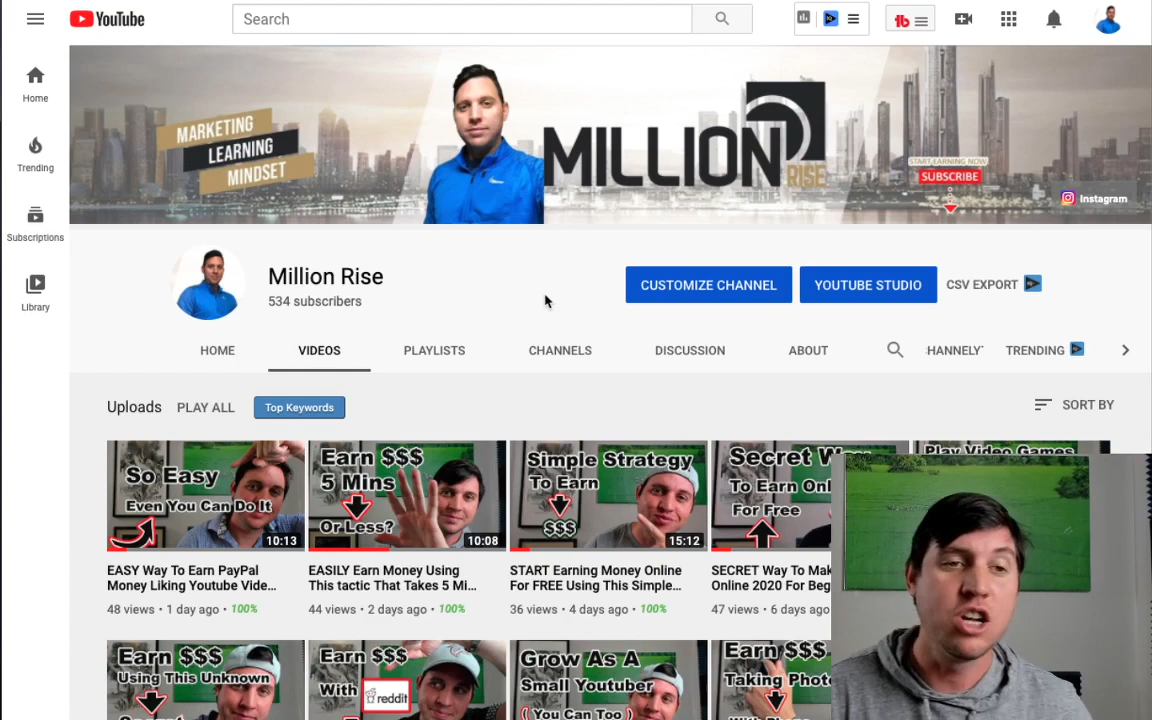 YouTube
Search
Home
Trending
Subscriptions
Library
MARKETING
LEARNING
MINDSET
MILLION
RISE
START EARNING NOW
SUBSCRIBE
Instagram
Million Rise
534 subscribers
CUSTOMIZE CHANNEL
YOUTUBE STUDIO
CSV EXPORT
HOME
VIDEOS
PLAYLISTS
CHANNELS
DISCUSSION
ABOUT
HANNELY
TRENDING
Uploads
PLAY ALL
Top Keywords
SORT BY
So Easy
Even You Can Do It
10:13
Earn $$$
5 Mins
Or Less?
10:08
Simple Strategy
To Earn
$$$
15:12
Secret
To Earn Onl
For Free
Play Video Games
EASY Way To Earn PayPal
Money Liking Youtube Vide...
48 views • 1 day ago • 100%
EASILY Earn Money Using
This tactic That Takes 5 Mi...
44 views • 2 days ago • 100%
START Earning Money Online
For FREE Using This Simple...
36 views • 4 days ago • 100%
SECRET Way To Mak
Online 2020 For Beg
47 views • 6 days ago
Earn $$$
Using This Unknown
Earn $$$
With reddit
Grow As A
Small Youtuber
( You Can Too )
Earn $$$
Taking Phot